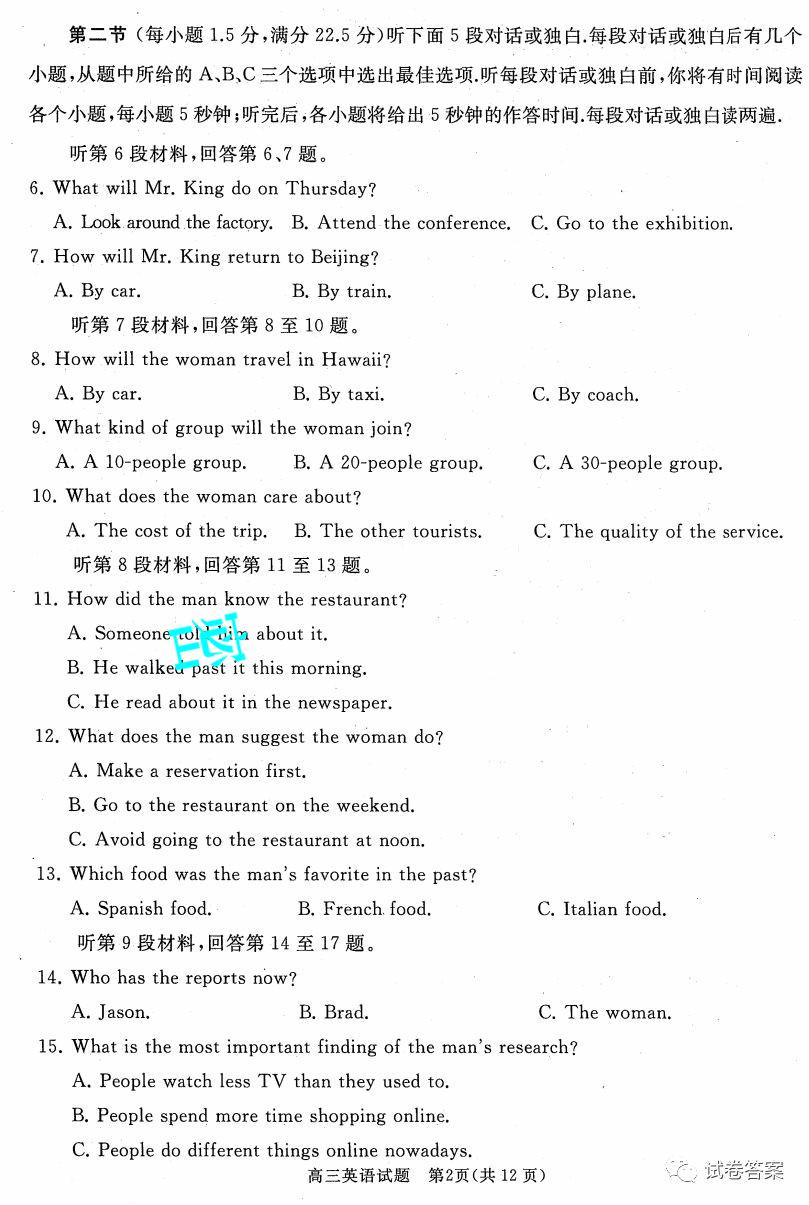 第二节 (每小题 1.5 分,满分 22.5 分)听下面 5 段对话或独白.每段对话或独白后有几个
小题,从题中所给的 A、B、C 三个选项中选出最佳选项.听每段对话或独白前,你将有时间阅读
各个小题,每小题 5 秒钟;听完后,各小题将给出 5 秒钟的作答时间.每段对话或独白读两遍.
听第 6 段材料,回答第 6、7 题。
6. What will Mr. King do on Thursday?
A. Look around the factory. B. Attend the conference. C. Go to the exhibition.
7. How will Mr. King return to Beijing?
A. By car. B. By train. C. By plane.
听第 7 段材料,回答第 8 至 10 题。
8. How will the woman travel in Hawaii?
A. By car. B. By taxi. C. By coach.
9. What kind of group will the woman join?
A. A 10-people group. B. A 20-people group. C. A 30-people group.
10. What does the woman care about?
A. The cost of the trip. B. The other tourists. C. The quality of the service.
听第 8 段材料,回答第 11 至 13 题。
11. How did the man know the restaurant?
A. Someone told him about it.
B. He walked past it this morning.
C. He read about it in the newspaper.
12. What does the man suggest the woman do?
A. Make a reservation first.
B. Go to the restaurant on the weekend.
C. Avoid going to the restaurant at noon.
13. Which food was the man's favorite in the past?
A. Spanish food. B. French food. C. Italian food.
听第 9 段材料,回答第 14 至 17 题。
14. Who has the reports now?
A. Jason. B. Brad. C. The woman.
15. What is the most important finding of the man's research?
A. People watch less TV than they used to.
B. People spend more time shopping online.
C. People do different things online nowadays.
高三英语试题 第2页(共 12 页)
试卷答案